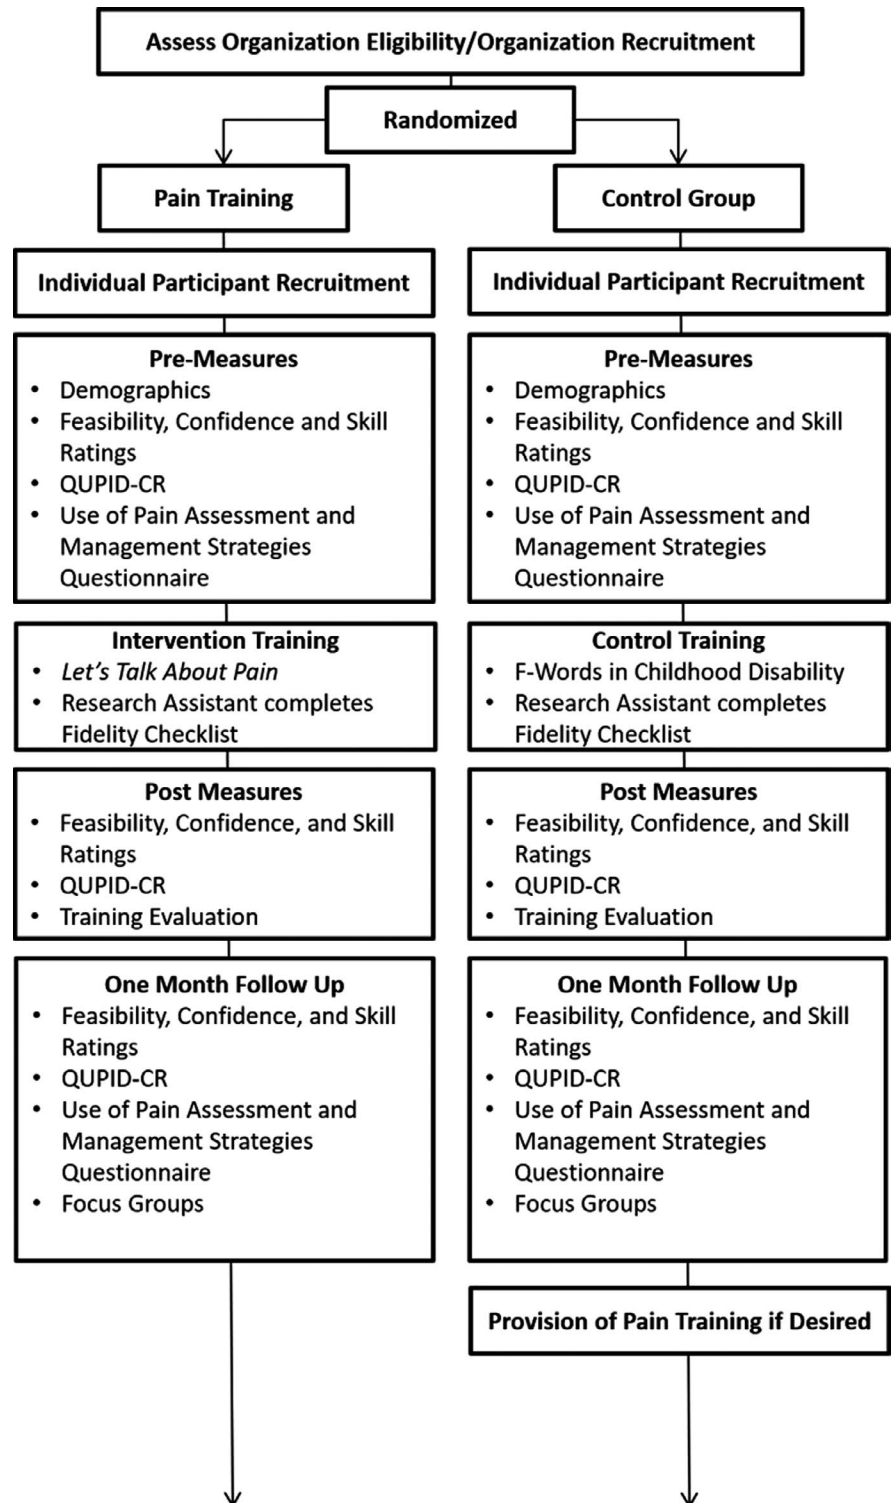 Assess Organization Eligibility/Organization Recruitment
Randomized
Pain Training
Control Group
Individual Participant Recruitment
Individual Participant Recruitment
Pre-Measures
• Demographics
• Feasibility, Confidence and Skill
Ratings
• QUPID-CR
• Use of Pain Assessment and
Management Strategies
Questionnaire
Pre-Measures
• Demographics
• Feasibility, Confidence and Skill
Ratings
• QUPID-CR
• Use of Pain Assessment and
Management Strategies
Questionnaire
Intervention Training
• Let's Talk About Pain
• Research Assistant completes
Fidelity Checklist
Control Training
• F-Words in Childhood Disability
• Research Assistant completes
Fidelity Checklist
Post Measures
• Feasibility, Confidence, and Skill
Ratings
• QUPID-CR
• Training Evaluation
Post Measures
• Feasibility, Confidence, and Skill
Ratings
• QUPID-CR
• Training Evaluation
One Month Follow Up
• Feasibility, Confidence, and Skill
Ratings
• QUPID-CR
• Use of Pain Assessment and
Management Strategies
Questionnaire
• Focus Groups
One Month Follow Up
• Feasibility, Confidence, and Skill
Ratings
• QUPID-CR
• Use of Pain Assessment and
Management Strategies
Questionnaire
• Focus Groups
Provision of Pain Training if Desired